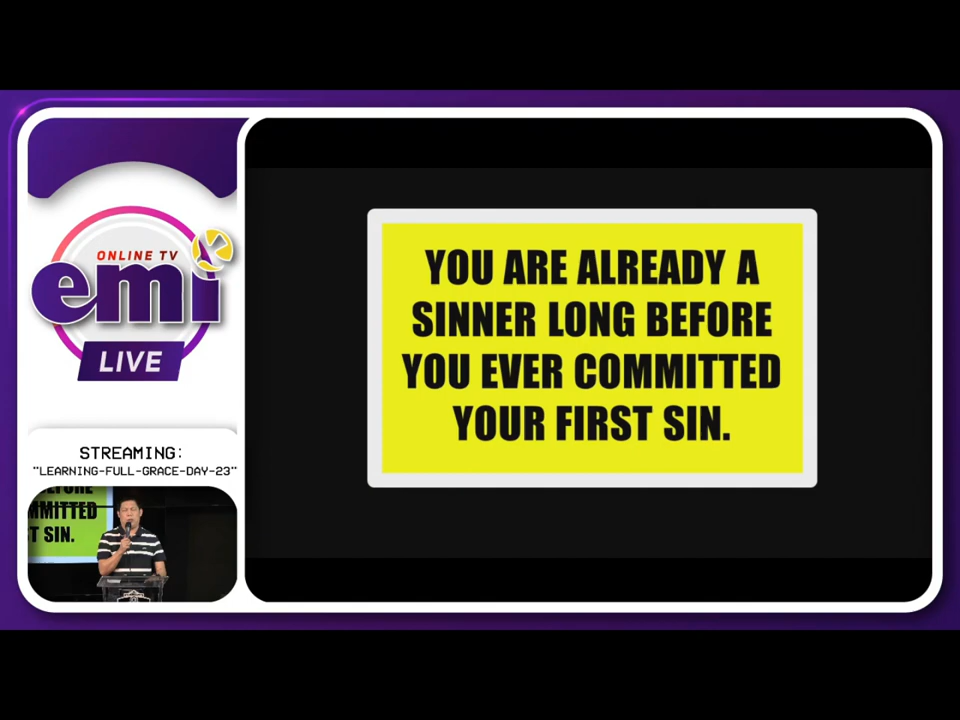 ONLINE TV
emi
LIVE
STREAMING:
"LEARNING-FULL-GRACE-DAY-23"
MMITTED
T SIN.
YOU ARE ALREADY A
SINNER LONG BEFORE
YOU EVER COMMITTED
YOUR FIRST SIN.